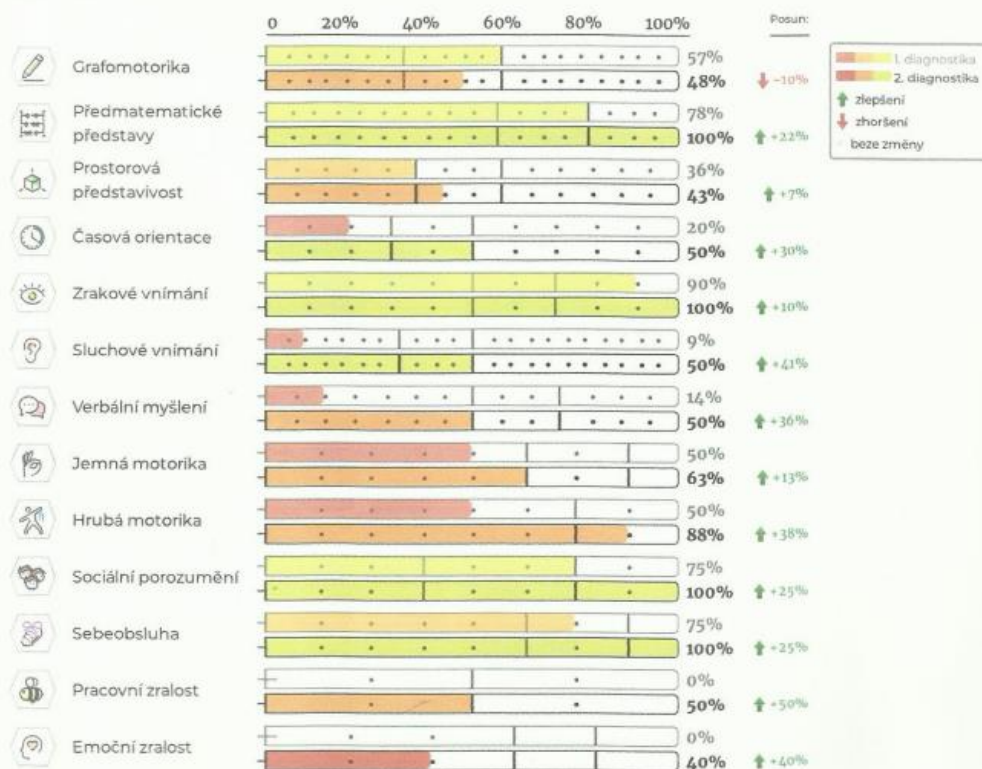 0 20% 40% 60% 80% 100% Posun:
Grafomotorika 57%
48% -10%
Předmatematické představy 78%
100% +22%
Prostorová představivost 36%
43% +7%
Časová orientace 20%
50% +30%
Zrakové vnímání 90%
100% +10%
Sluchové vnímání 9%
50% +41%
Verbální myšlení 14%
50% +36%
Jemná motorika 50%
63% +13%
Hrubá motorika 50%
88% +38%
Sociální porozumění 75%
100% +25%
Sebeobsluha 75%
100% +25%
Pracovní zralost 0%
50% +50%
Emoční zralost 0%
40% +40%
1. diagnostika
2. diagnostika
zlepšení
zhoršení
beze změny